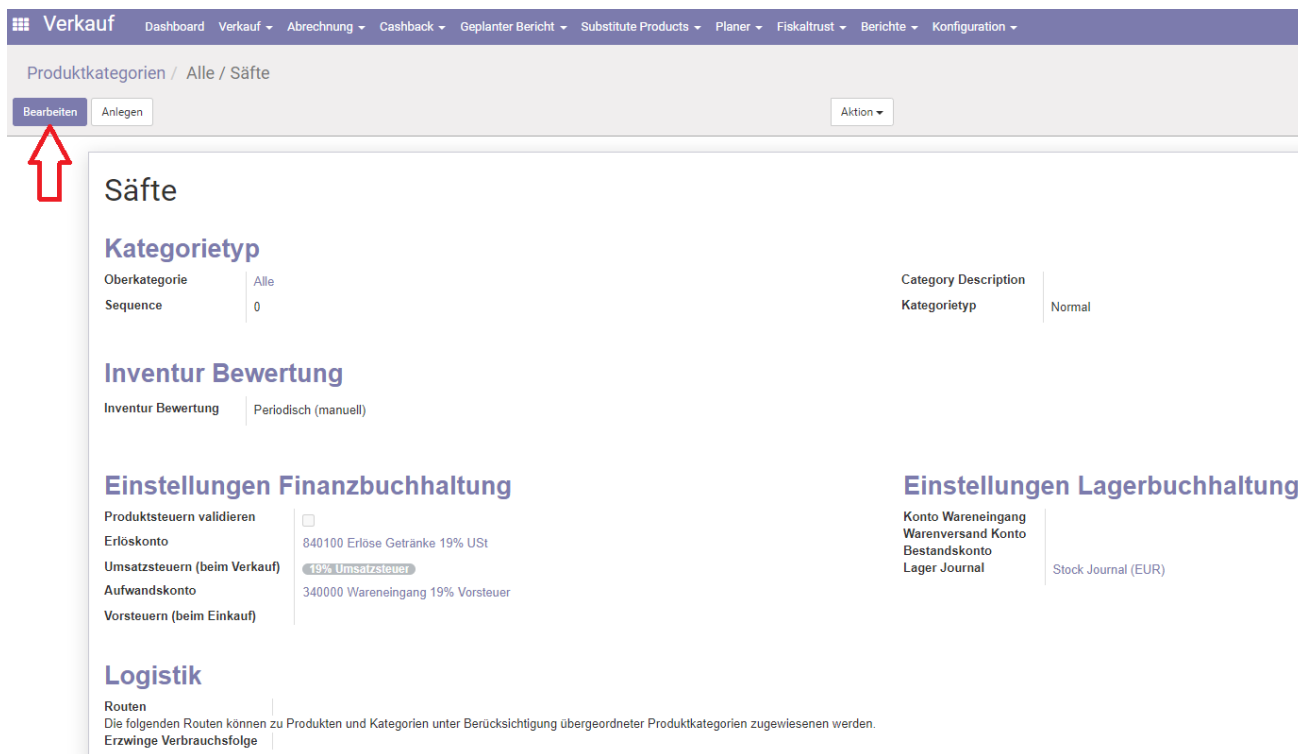 Verkauf Dashboard Verkauf Abrechnung Cashback Geplanter Bericht Substitute Products Planer Fiskaltrust Berichte Konfiguration
Produktkategorien / Alle / Säfte
Bearbeiten Anlegen Aktion
Säfte
Kategorietyp
Oberkategorie Alle Category Description
Sequence 0 Kategorietyp Normal
Inventur Bewertung
Inventur Bewertung Periodisch (manuell)
Einstellungen Finanzbuchhaltung Einstellungen Lagerbuchhaltung
Produktsteuern validieren Konto Wareneingang
Warenversand Konto
Erlöskonto 840100 Erlöse Getränke 19% USt
Bestandskonto
Umsatzsteuern (beim Verkauf) 19% Umsatzsteuer Lager Journal Stock Journal (EUR)
Aufwandskonto 340000 Wareneingang 19% Vorsteuer
Vorsteuern (beim Einkauf)
Logistik
Routen
Die folgenden Routen können zu Produkten und Kategorien unter Berücksichtigung übergeordneter Produktkategorien zugewiesenen werden.
Erzwinge Verbrauchsfolge